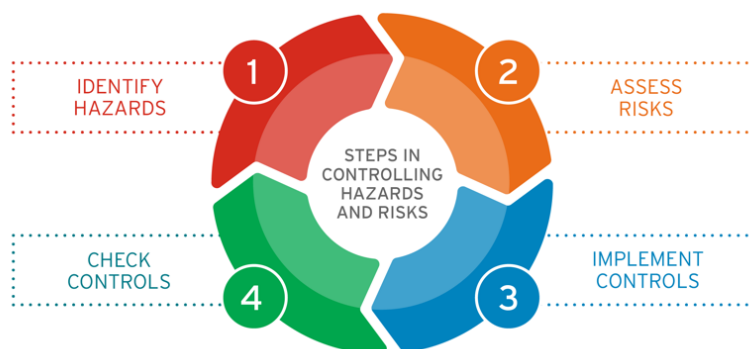 1
IDENTIFY
HAZARDS
2
ASSESS
RISKS
STEPS IN
CONTROLLING
HAZARDS
AND RISKS
CHECK
CONTROLS
4
IMPLEMENT
CONTROLS
3